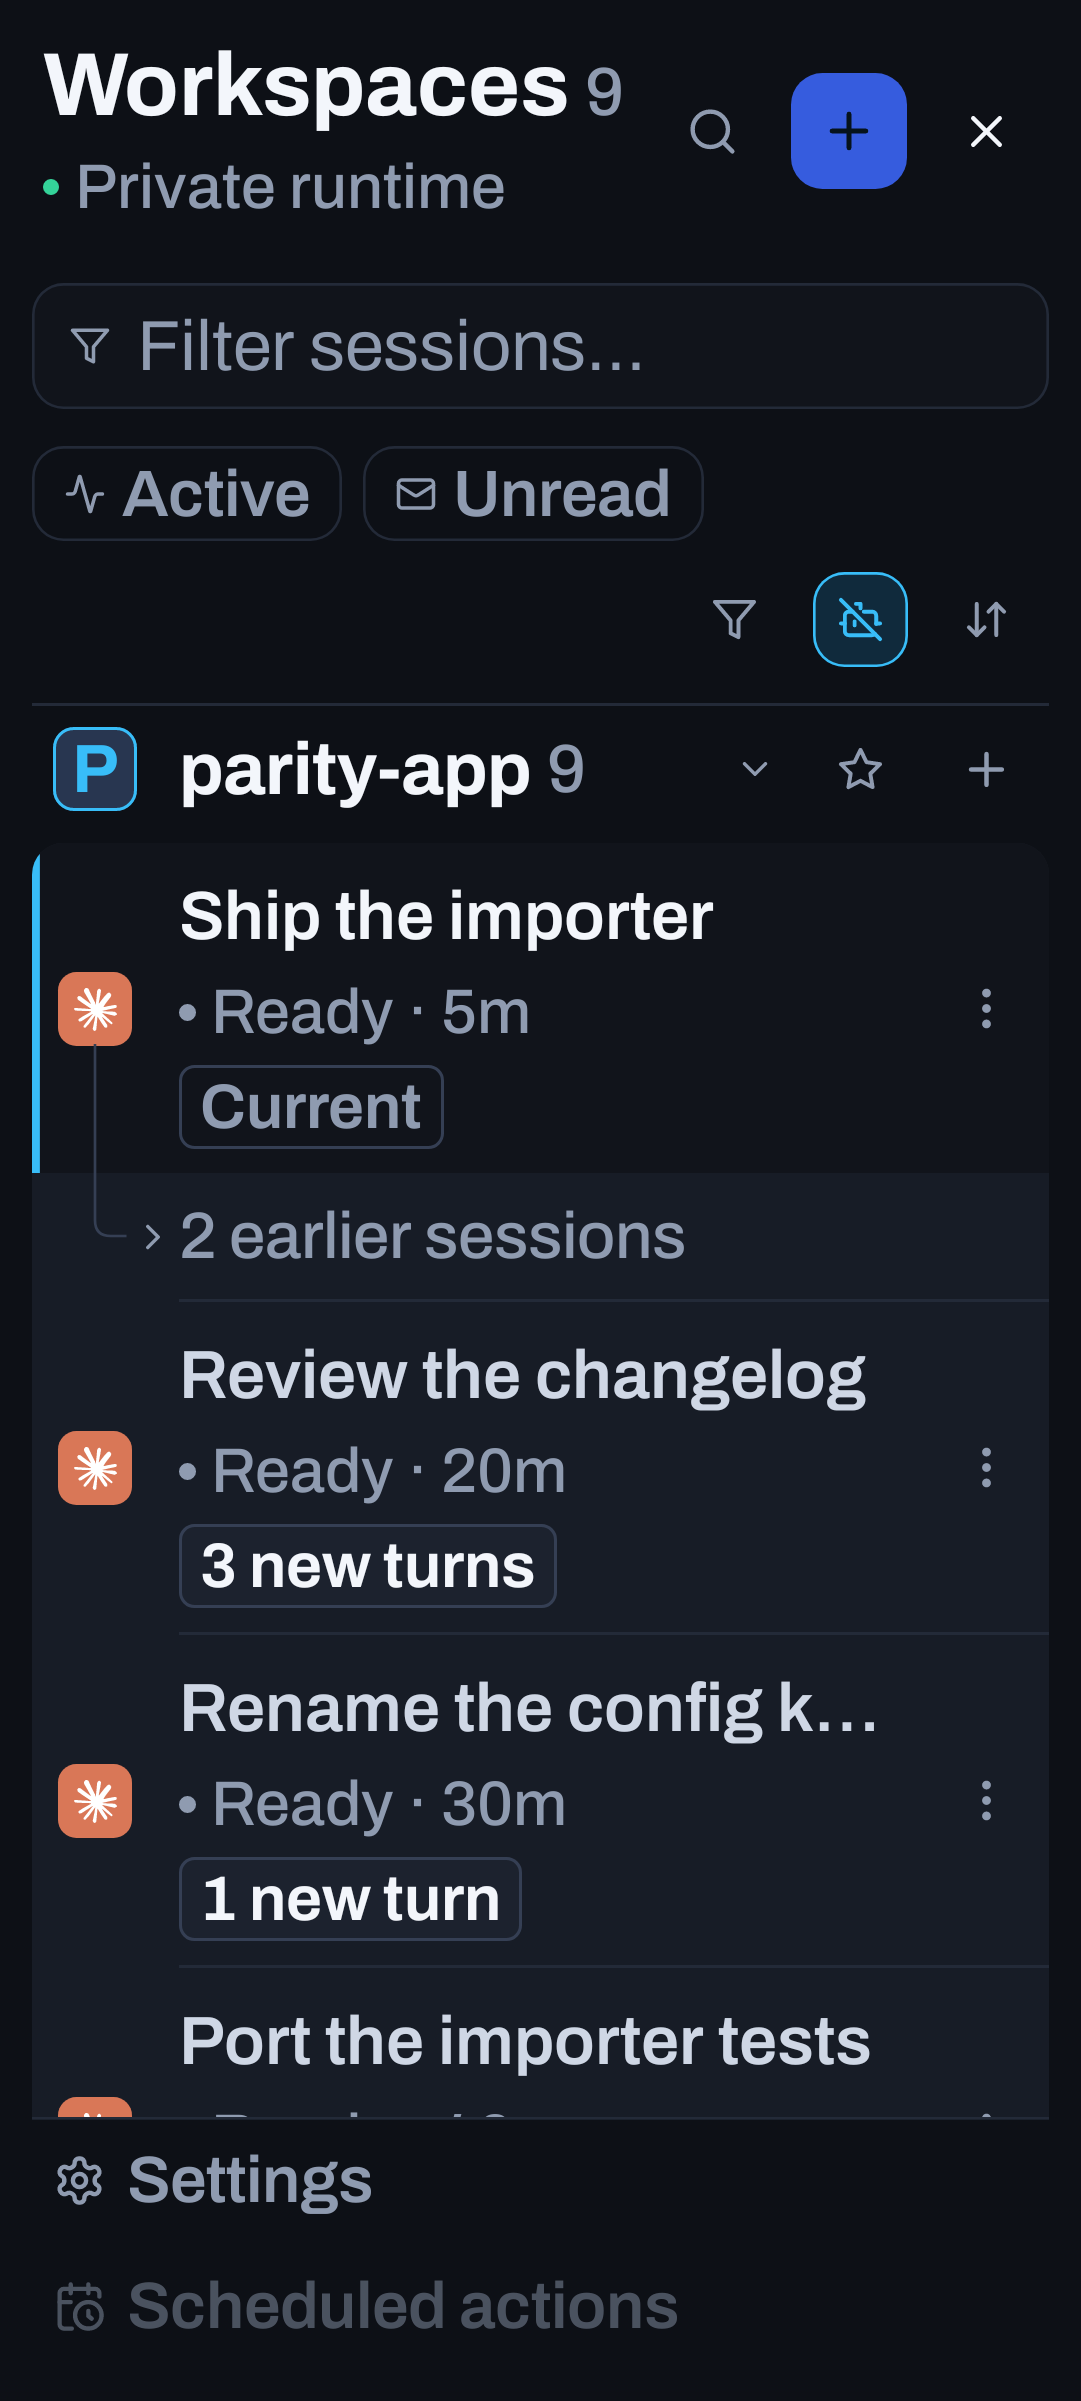 Workspaces 9
Private runtime
Filter sessions...
Active
Unread
P parity-app 9
Ship the importer
• Ready · 5m
Current
2 earlier sessions
Review the changelog
• Ready · 20m
3 new turns
Rename the config k...
• Ready · 30m
1 new turn
Port the importer tests
Settings
Scheduled actions